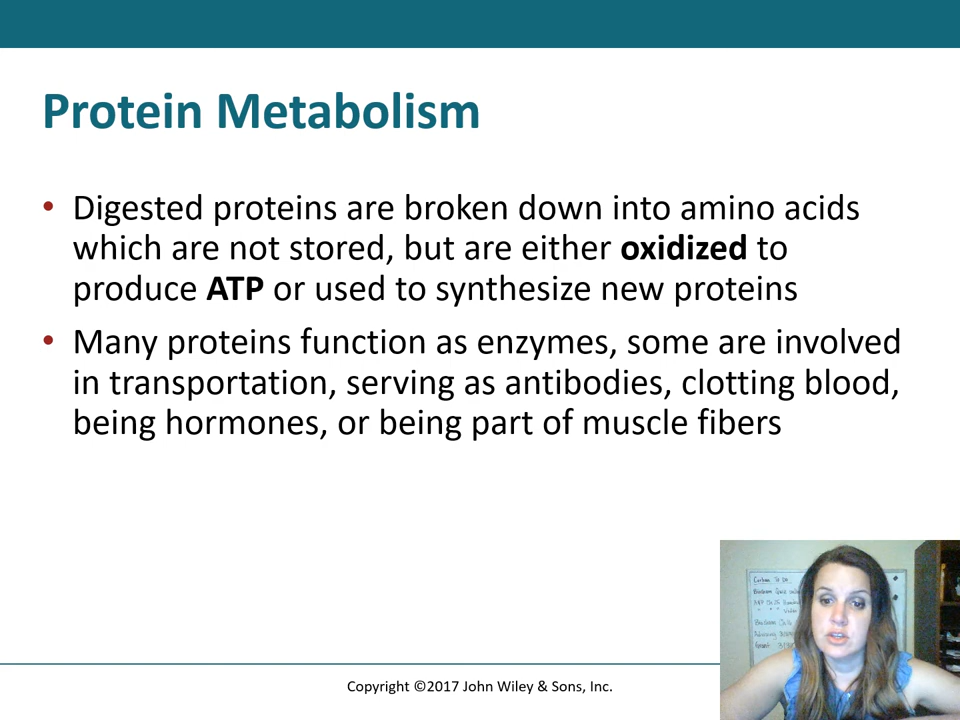 Protein Metabolism
• Digested proteins are broken down into amino acids
which are not stored, but are either oxidized to
produce ATP or used to synthesize new proteins
• Many proteins function as enzymes, some are involved
in transportation, serving as antibodies, clotting blood,
being hormones, or being part of muscle fibers
Copyright ©2017 John Wiley & Sons, Inc.